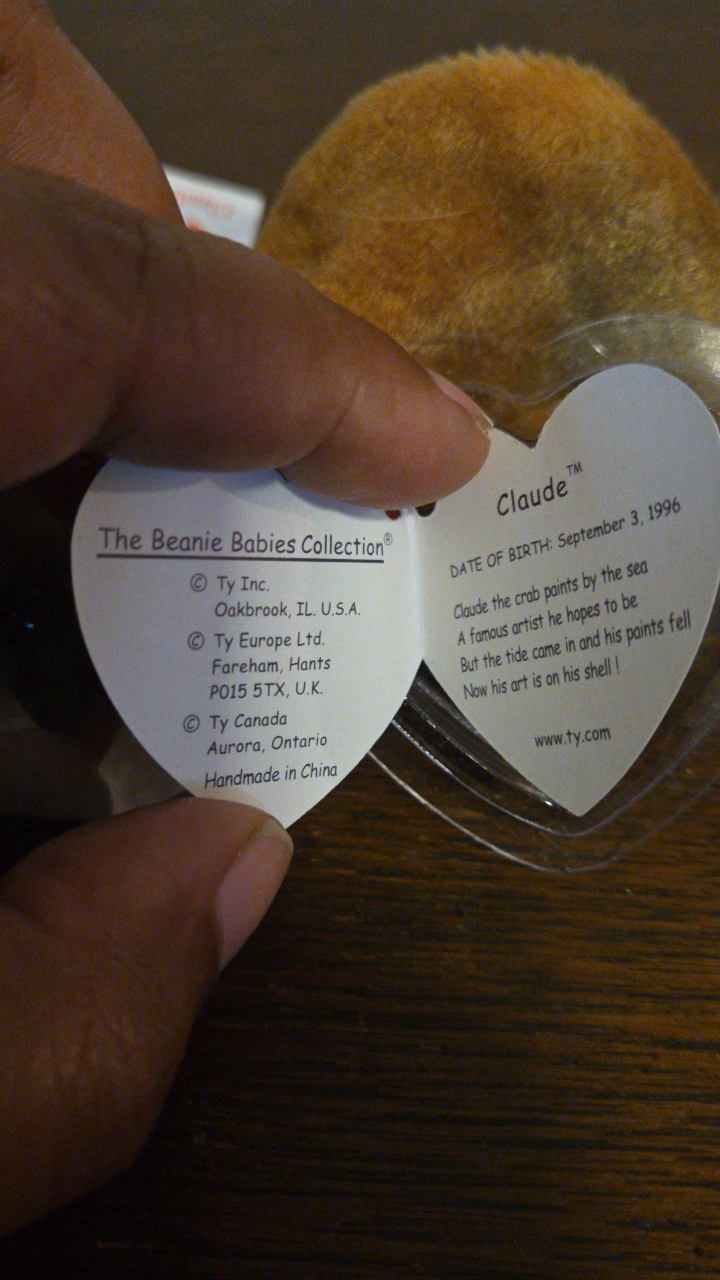 The Beanie Babies Collection®
© Ty Inc.
Oakbrook, IL. U.S.A.
© Ty Europe Ltd.
Fareham, Hants
PO15 5TX, U.K.
© Ty Canada
Aurora, Ontario
Handmade in China
Claude™
DATE OF BIRTH: September 3, 1996
Claude the crab paints by the sea
A famous artist he hopes to be
But the tide came in and his paints fell
Now his art is on his shell !
www.ty.com